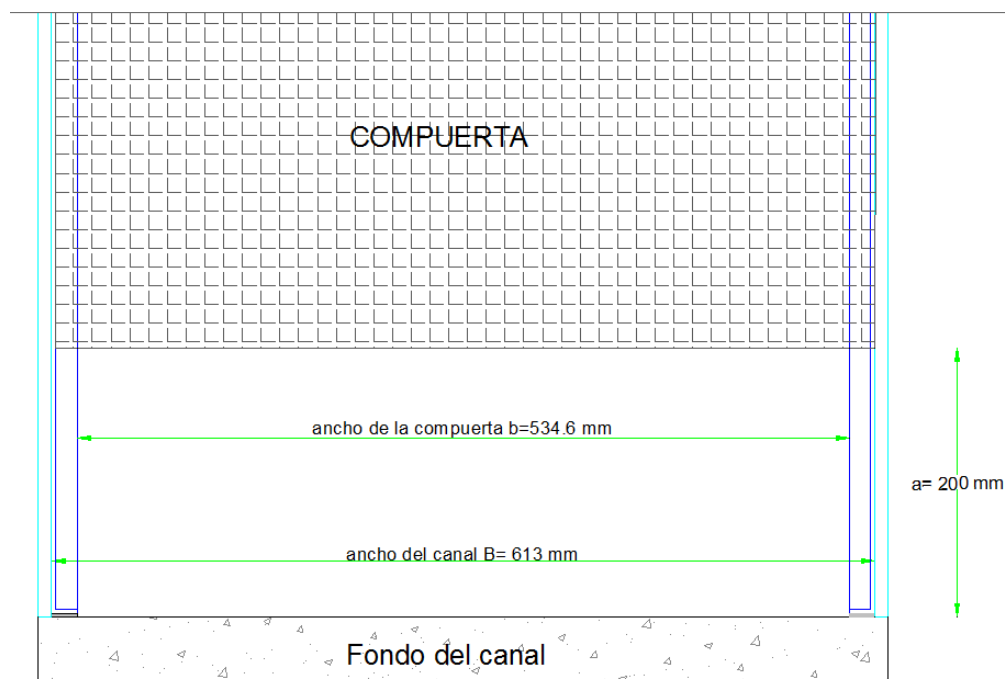 COMPUERTA
ancho de la compuerta b=534.6 mm
a= 200 mm
ancho del canal B= 613 mm
Fondo del canal